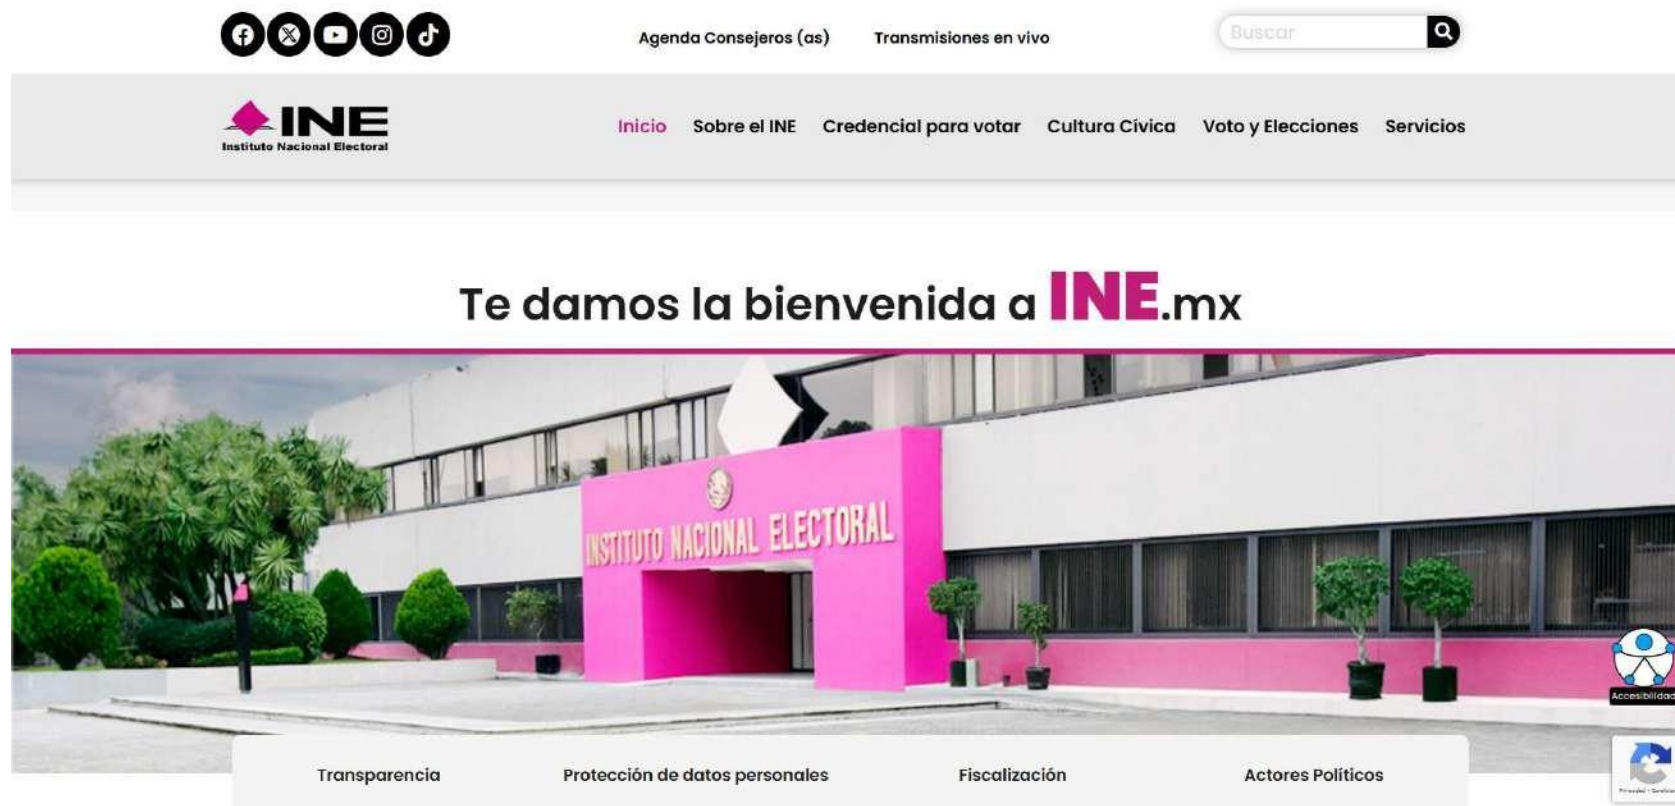 Agenda Consejeros (as) Transmisiones en vivo Buscar
INE
Instituto Nacional Electoral
Inicio Sobre el INE Credencial para votar Cultura Cívica Voto y Elecciones Servicios
Te damos la bienvenida a INE.mx
INSTITUTO NACIONAL ELECTORAL
Accesibilidad
Transparencia Protección de datos personales Fiscalización Actores Políticos